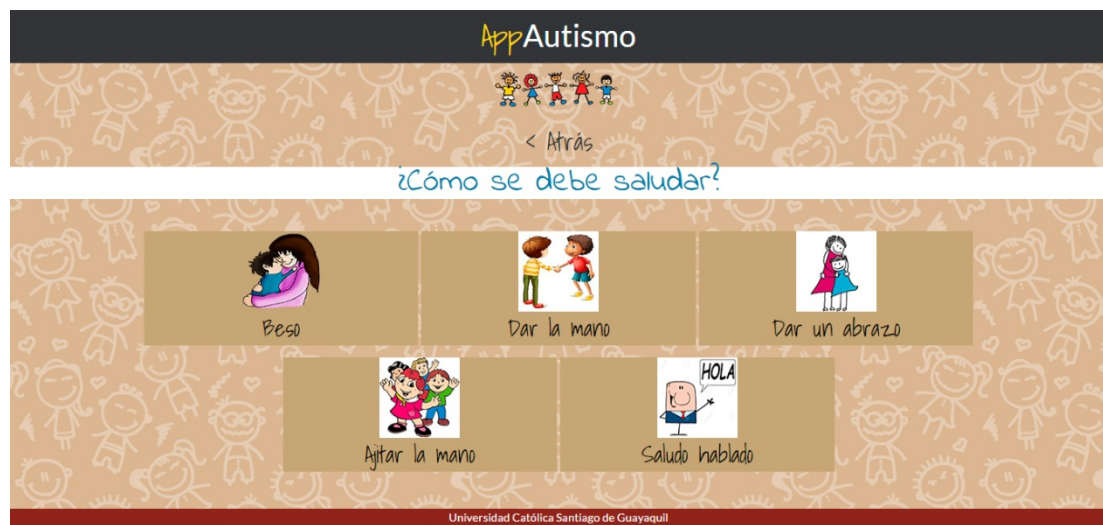 AppAutismo
< Atrás
¿Cómo se debe saludar?
Beso
Dar la mano
Dar un abrazo
HOLA
Ajitar la mano
Saludo hablado
Universidad Católica Santiago de Guayaquil